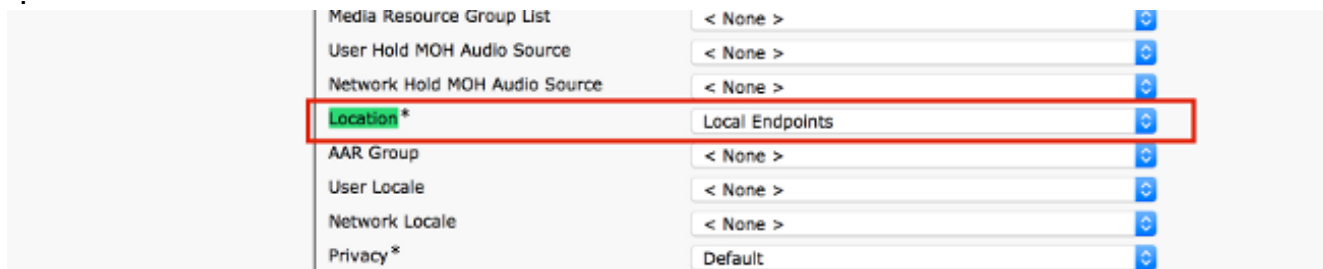 Media Resource Group List < None >
User Hold MOH Audio Source < None >
Network Hold MOH Audio Source < None >
Location* Local Endpoints
AAR Group < None >
User Locale < None >
Network Locale < None >
Privacy* Default